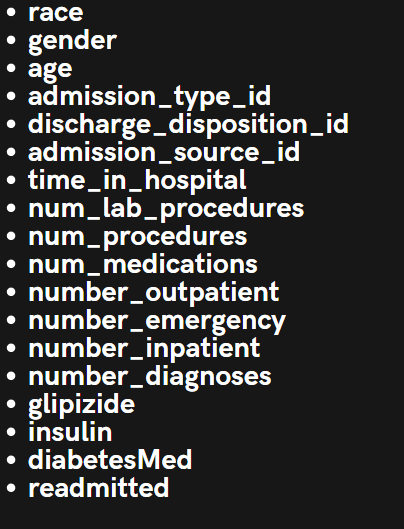 • race
• gender
• age
• admission_type_id
• discharge_disposition_id
• admission_source_id
• time_in_hospital
• num_lab_procedures
• num_procedures
• num_medications
• number_outpatient
• number_emergency
• number_inpatient
• number_diagnoses
• glipizide
• insulin
• diabetesMed
• readmitted